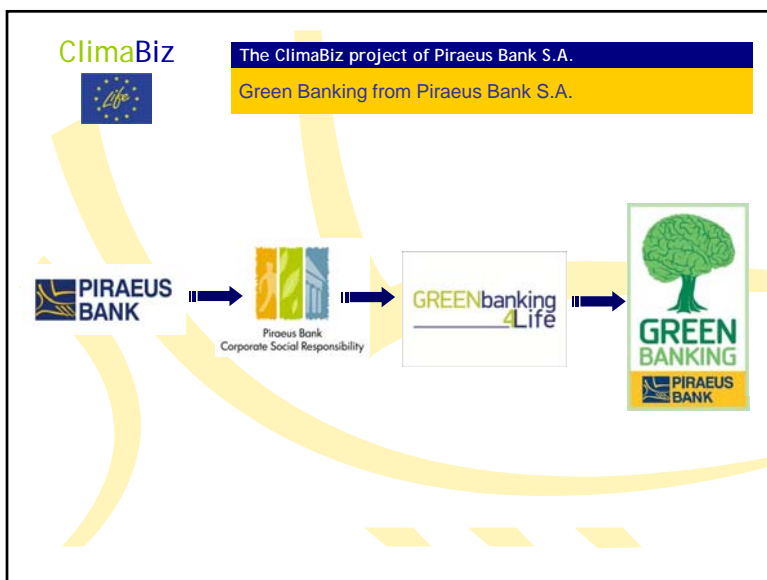 ClimaBiz
Life
The ClimaBiz project of Piraeus Bank S.A.
Green Banking from Piraeus Bank S.A.
PIRAEUS
BANK
Piraeus Bank
Corporate Social Responsibility
GREENbanking
4Life
GREEN
BANKING
PIRAEUS
BANK